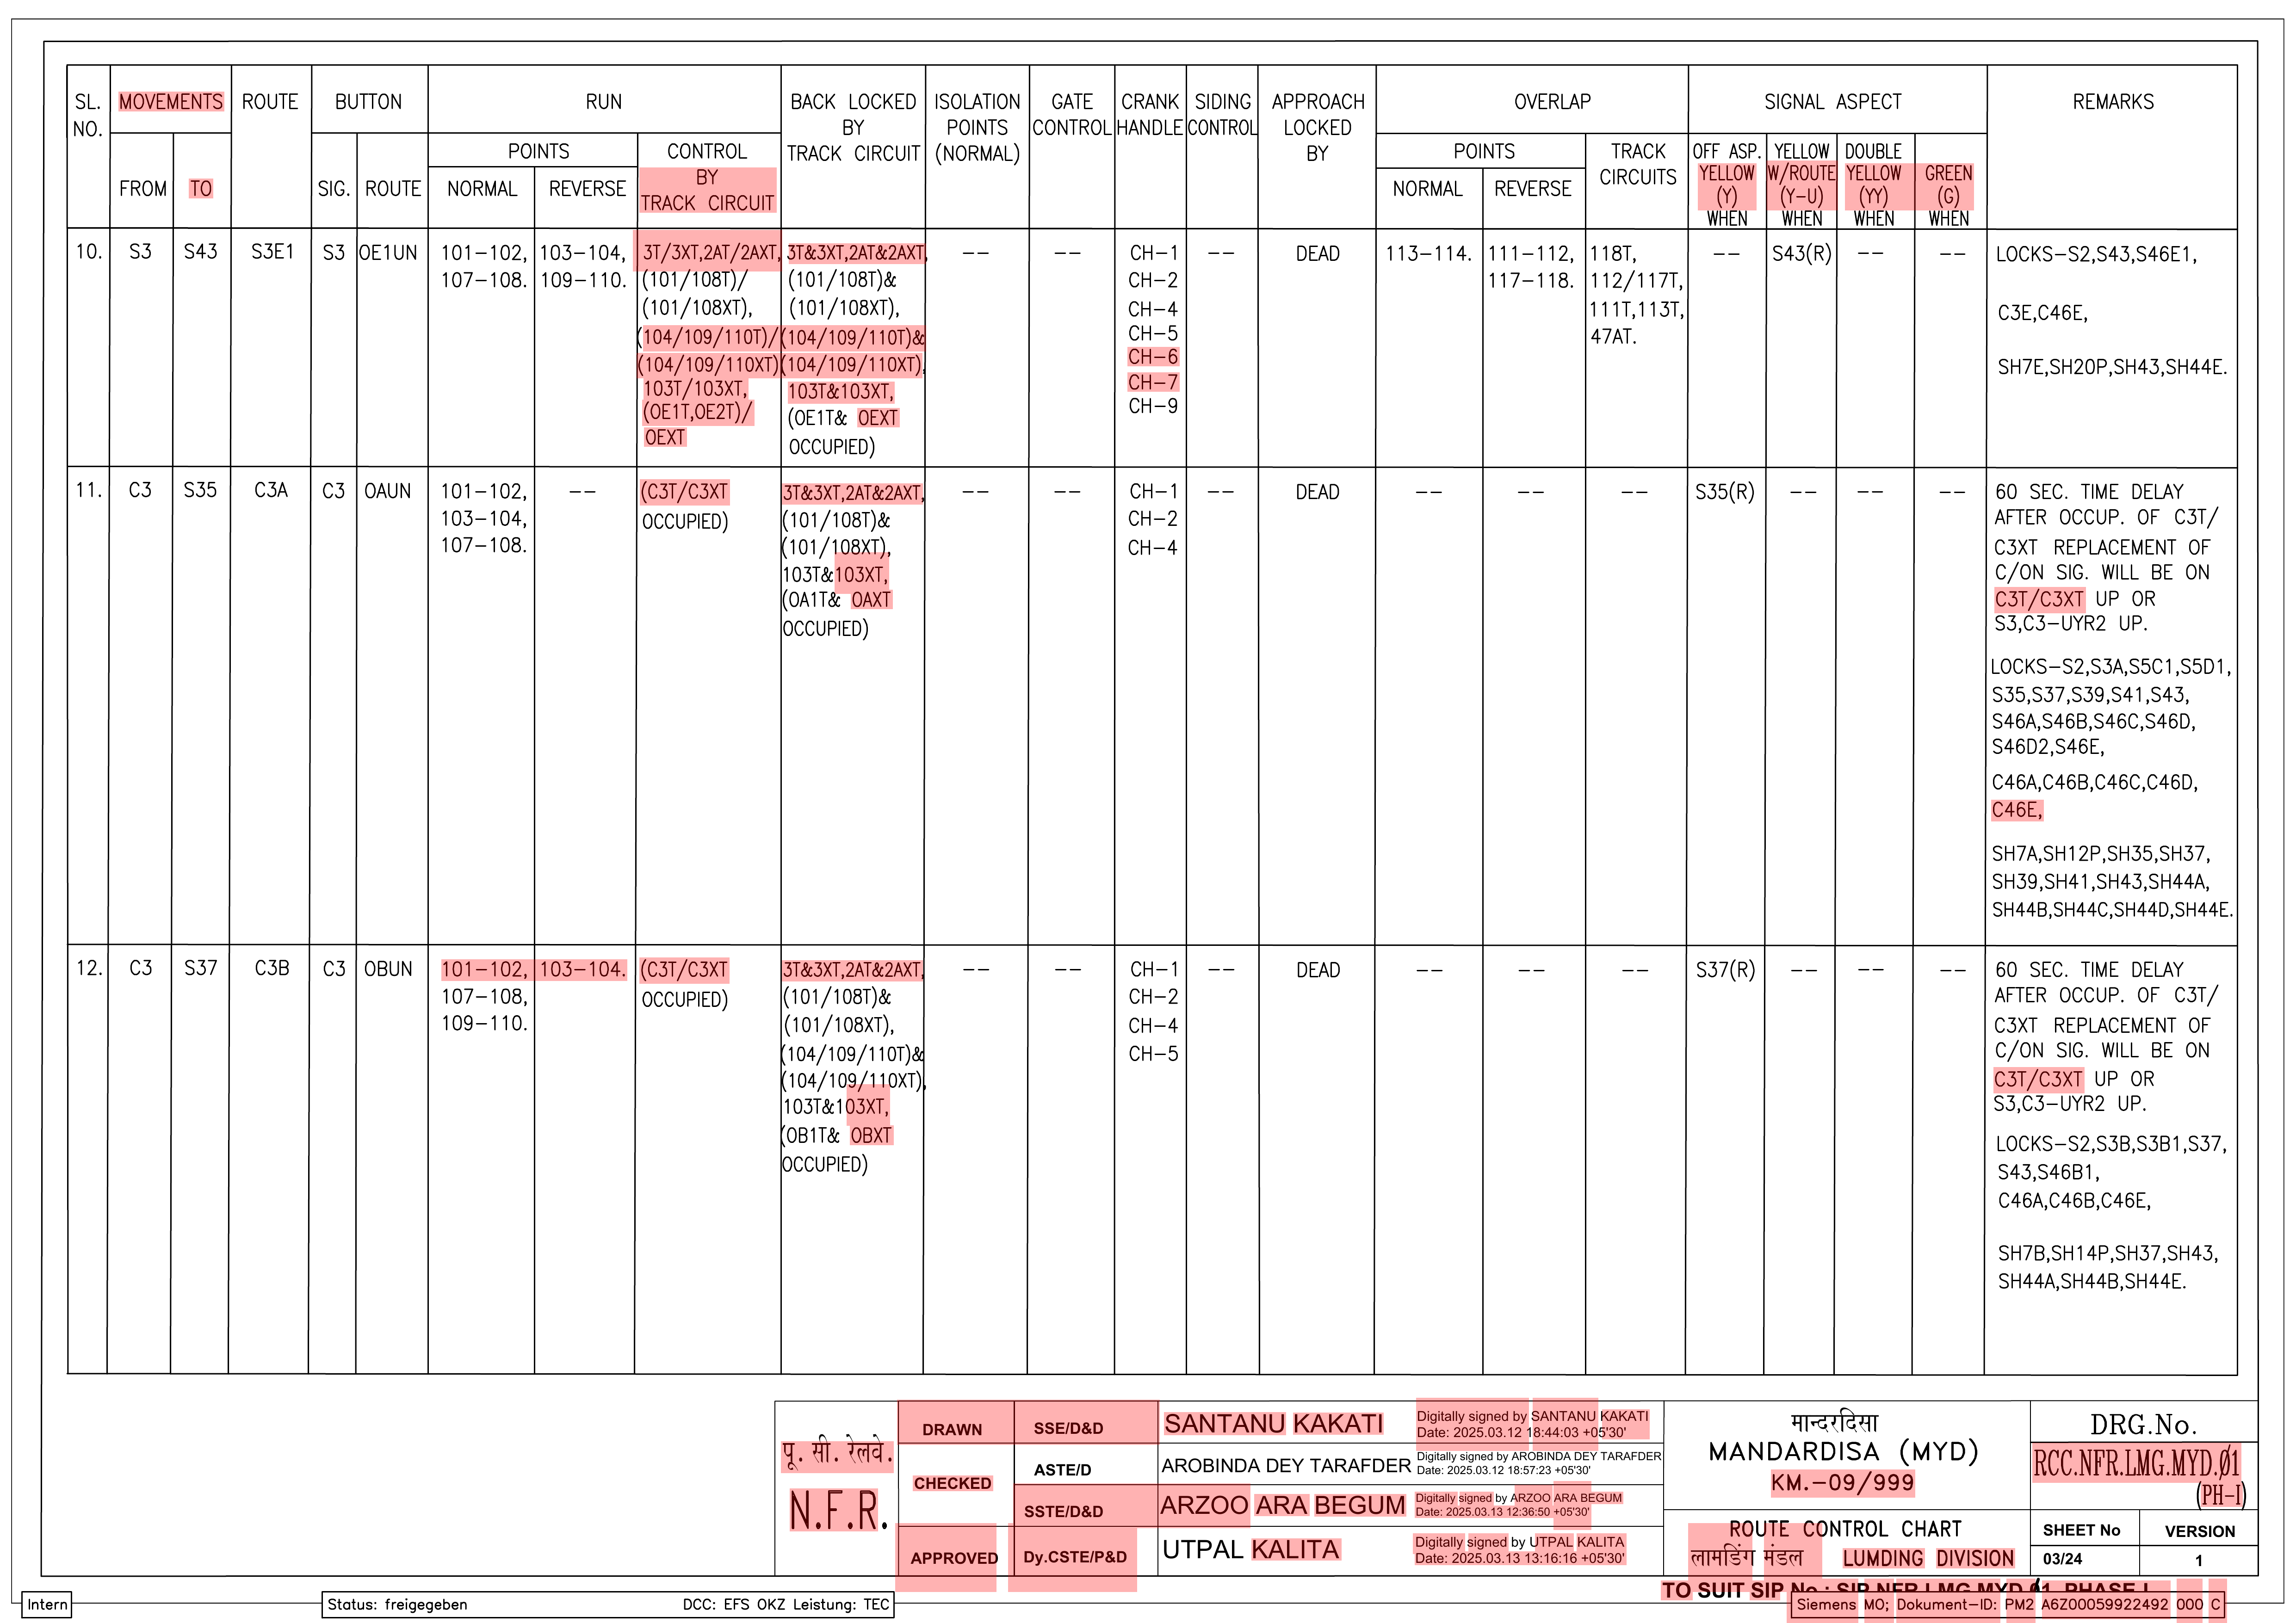 SL. NO. MOVEMENTS ROUTE BUTTON RUN BACK LOCKED BY TRACK CIRCUIT ISOLATION POINTS (NORMAL) GATE CONTROL CRANK HANDLE SIDING CONTROL APPROACH LOCKED BY OVERLAP SIGNAL ASPECT REMARKS
POINTS CONTROL BY TRACK CIRCUIT POINTS TRACK CIRCUITS OFF ASP. YELLOW (Y) WHEN YELLOW W/ROUTE (Y-U) WHEN DOUBLE YELLOW (YY) WHEN GREEN (G) WHEN
FROM TO SIG. ROUTE NORMAL REVERSE NORMAL REVERSE
10. S3 S43 S3E1 S3 OE1UN
101-102,
107-108.
103-104,
109-110.
3T/3XT,2AT/2AXT,
(101/108T)/
(101/108XT),
(104/109/110T)/
(104/109/110XT)
103T/103XT,
(OE1T,OE2T)/
OEXT
3T&3XT,2AT&2AXT,
(101/108T)&
(101/108XT),
(104/109/110T)&
(104/109/110XT),
103T&103XT,
(OE1T& OEXT
OCCUPIED)
-- --
CH-1
CH-2
CH-4
CH-5
CH-6
CH-7
CH-9
-- DEAD
113-114.
111-112,
117-118.
118T,
112/117T,
111T,113T,
47AT.
-- S43(R) -- --
LOCKS-S2,S43,S46E1,
C3E,C46E,
SH7E,SH20P,SH43,SH44E.
11. C3 S35 C3A C3 OAUN
101-102,
103-104,
107-108.
--
(C3T/C3XT
OCCUPIED)
3T&3XT,2AT&2AXT,
(101/108T)&
(101/108XT),
103T&103XT,
(OA1T& OAXT
OCCUPIED)
-- --
CH-1
CH-2
CH-4
-- DEAD -- -- -- S35(R) -- -- --
60 SEC. TIME DELAY
AFTER OCCUP. OF C3T/
C3XT REPLACEMENT OF
C/ON SIG. WILL BE ON
C3T/C3XT UP OR
S3,C3-UYR2 UP.
LOCKS-S2,S3A,S5C1,S5D1,
S35,S37,S39,S41,S43,
S46A,S46B,S46C,S46D,
S46D2,S46E,
C46A,C46B,C46C,C46D,
C46E,
SH7A,SH12P,SH35,SH37,
SH39,SH41,SH43,SH44A,
SH44B,SH44C,SH44D,SH44E.
12. C3 S37 C3B C3 OBUN
101-102,
107-108,
109-110.
103-104.
(C3T/C3XT
OCCUPIED)
3T&3XT,2AT&2AXT,
(101/108T)&
(101/108XT),
(104/109/110T)&
(104/109/110XT),
103T&103XT,
(OB1T& OBXT
OCCUPIED)
-- --
CH-1
CH-2
CH-4
CH-5
-- DEAD -- -- -- S37(R) -- -- --
60 SEC. TIME DELAY
AFTER OCCUP. OF C3T/
C3XT REPLACEMENT OF
C/ON SIG. WILL BE ON
C3T/C3XT UP OR
S3,C3-UYR2 UP.
LOCKS-S2,S3B,S3B1,S37,
S43,S46B1,
C46A,C46B,C46E,
SH7B,SH14P,SH37,SH43,
SH44A,SH44B,SH44E.
पू. सी. रेलवे.
N.F.R.
DRAWN SSE/D&D SANTANU KAKATI
Digitally signed by SANTANU KAKATI
Date: 2025.03.12 18:44:03 +05'30'
CHECKED
ASTE/D AROBINDA DEY TARAFDER
Digitally signed by AROBINDA DEY TARAFDER
Date: 2025.03.12 18:57:23 +05'30'
SSTE/D&D ARZOO ARA BEGUM
Digitally signed by ARZOO ARA BEGUM
Date: 2025.03.13 12:36:50 +05'30'
APPROVED Dy.CSTE/P&D UTPAL KALITA
Digitally signed by UTPAL KALITA
Date: 2025.03.13 13:16:16 +05'30'
मान्दरदिसा
MANDARDISA (MYD)
KM.-09/999
ROUTE CONTROL CHART
लामडिंग मंडल LUMDING DIVISION
DRG.No.
RCC.NFR.LMG.MYD.01
(PH-I)
SHEET No VERSION
03/24 1
TO SUIT SIP No.: SIP.NFR.LMG.MYD.01, PHASE-I
Intern
Status: freigegeben DCC: EFS OKZ Leistung: TEC
Siemens MO; Dokument-ID: PM2 A6Z00059922492 000 C